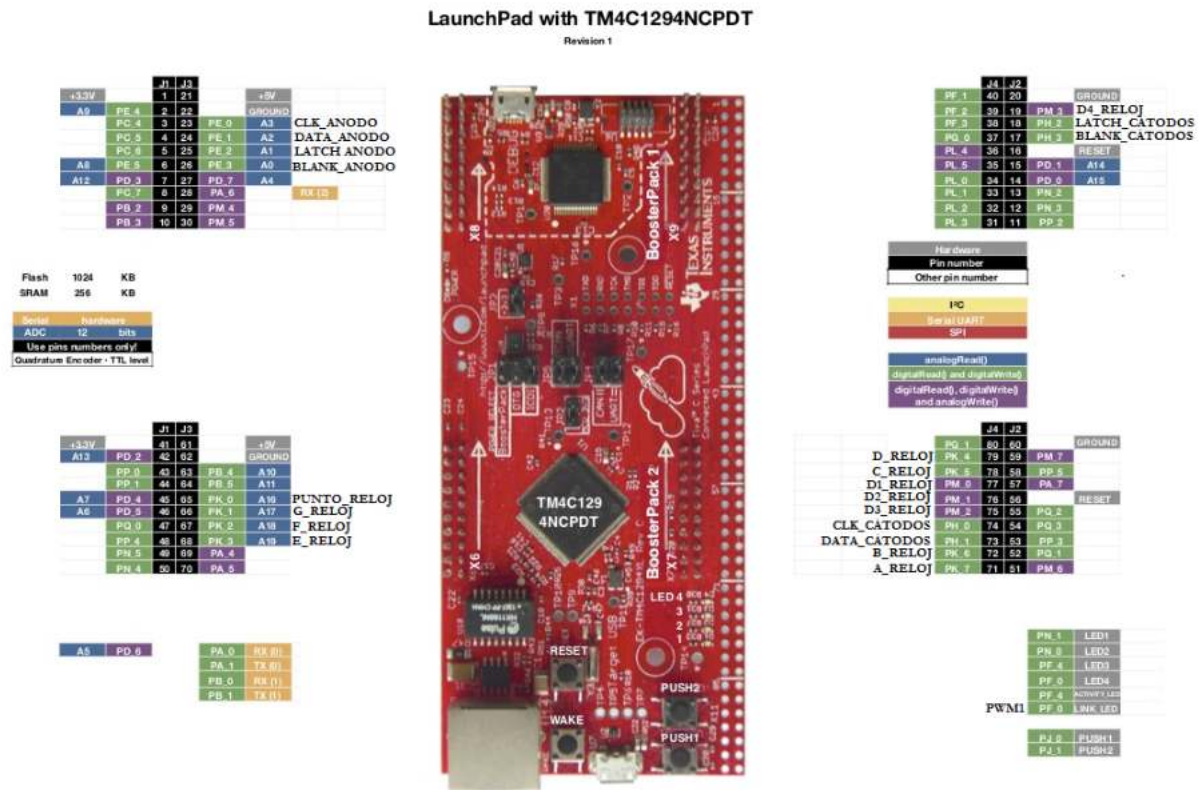 LaunchPad with TM4C1294NCPDT
Revision 1
J1 J3
+3.3V 1 21 +5V
A9 PE_4 2 22 GROUND
PC_4 3 23 PE_0 A3 CLK_ANODO
PC_5 4 24 PE_1 A2 DATA_ANODO
PC_6 5 25 PE_2 A1 LATCH ANODO
A8 PE_5 6 26 PE_3 A0 BLANK_ANODO
A12 PD_3 7 27 PD_7 A4
PC_7 8 28 PA_6 RX (2)
PB_2 9 29 PM_4
PB_3 10 30 PM_5
J4 J2
PF_1 40 20 GROUND
PF_2 39 19 PM_3 D4_RELOJ
PF_3 38 18 PH_2 LATCH_CATODOS
PG_0 37 17 PH_3 BLANK_CATODOS
PL_4 36 16 RESET
PL_5 35 15 PD_1 A14
PL_0 34 14 PD_0 A15
PL_1 33 13 PN_2
PL_2 32 12 PN_3
PL_3 31 11 PP_2
Flash 1024 KB
SRAM 256 KB
Serial hardware
ADC 12 bits
Use pins numbers only!
Quadrature Encoder - TTL level
Hardware
Pin number
Other pin number
I²C
Serial UART
SPI
analogRead()
digitalRead() and digitalWrite()
digitalRead(), digitalWrite()
and analogWrite()
BoosterPack 1
X8
X9
TEXAS
INSTRUMENTS
BoosterPack 2
X6
X7
TM4C129
4NCPDT
LED 4
3
2
1
RESET
WAKE
PUSH2
PUSH1
J1 J3
+3.3V 41 61 +5V
A13 PD_2 42 62 GROUND
PP_0 43 63 PB_4 A10
PP_1 44 64 PB_5 A11
A7 PD_4 45 65 PK_0 A16 PUNTO_RELOJ
A6 PD_5 46 66 PK_1 A17 G_RELOJ
PQ_0 47 67 PK_2 A18 F_RELOJ
PP_4 48 68 PK_3 A19 E_RELOJ
PN_5 49 69 PA_4
PN_4 50 70 PA_5
A5 PD_6
PA_0 RX (0)
PA_1 TX (0)
PB_0 RX (1)
PB_1 TX (1)
J4 J2
PG_1 80 60 GROUND
D_RELOJ PK_4 79 59 PM_7
C_RELOJ PK_5 78 58 PP_5
D1_RELOJ PM_0 77 57 PA_7
D2_RELOJ PM_1 76 56 RESET
D3_RELOJ PM_2 75 55 PQ_2
CLK_CATODOS PH_0 74 54 PQ_3
DATA_CATODOS PH_1 73 53 PP_3
B_RELOJ PK_6 72 52 PQ_1
A_RELOJ PK_7 71 51 PM_6
PN_1 LED1
PN_0 LED2
PF_4 LED3
PF_0 LED4
PF_4 ACTIVIFY_LED
PWM1 PF_0 LINK_LED
PJ_0 PUSH1
PJ_1 PUSH2